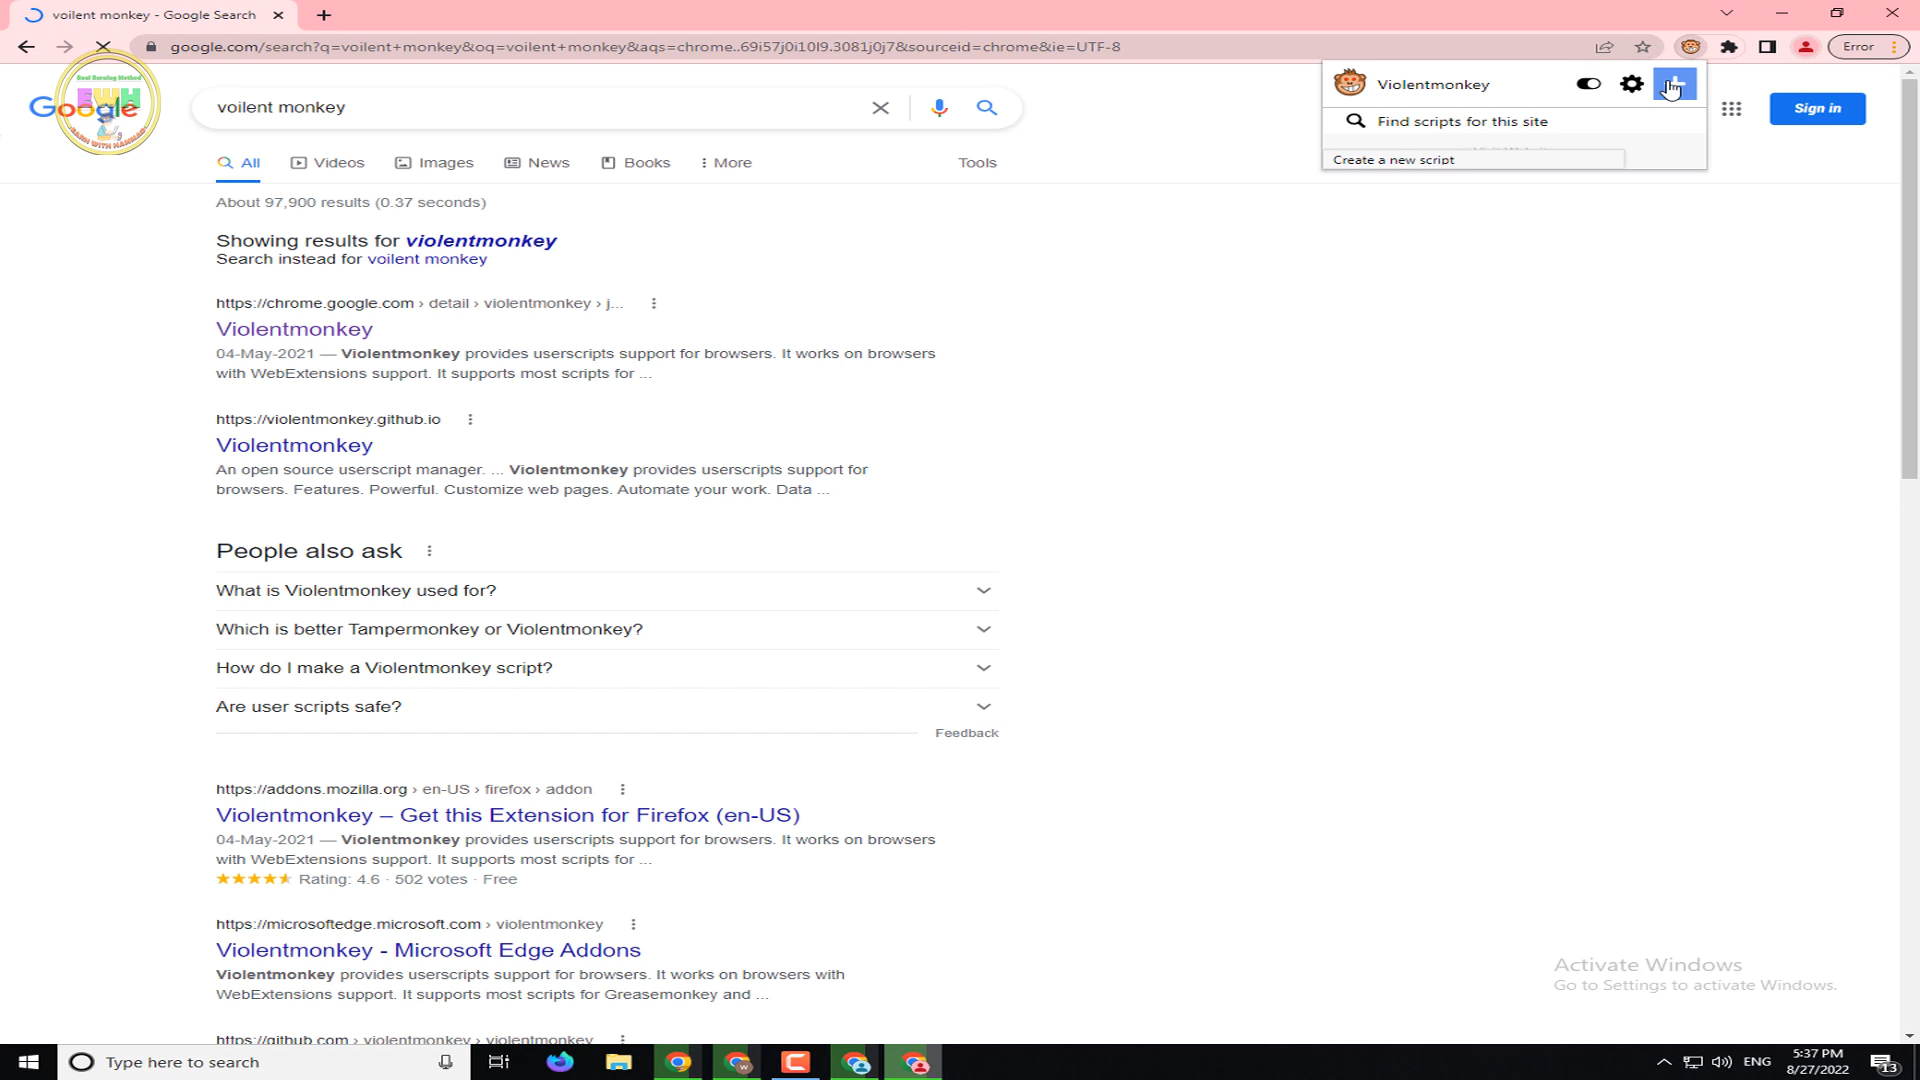 voilent monkey - Google Search
google.com/search?q=voilent+monkey&oq=voilent+monkey&aqs=chrome..69i57j0i10l9.3081j0j7&sourceid=chrome&ie=UTF-8
Error
Real Earning Method
EWH
EARN WITH HAMMAD
Google
voilent monkey
Violentmonkey
Find scripts for this site
Create a new script
Sign in
All
Videos
Images
News
Books
More
Tools
About 97,900 results (0.37 seconds)
Showing results for violentmonkey
Search instead for voilent monkey
https://chrome.google.com › detail › violentmonkey › j...
Violentmonkey
04-May-2021 — Violentmonkey provides userscripts support for browsers. It works on browsers
with WebExtensions support. It supports most scripts for ...
https://violentmonkey.github.io
Violentmonkey
An open source userscript manager. ... Violentmonkey provides userscripts support for
browsers. Features. Powerful. Customize web pages. Automate your work. Data ...
People also ask
What is Violentmonkey used for?
Which is better Tampermonkey or Violentmonkey?
How do I make a Violentmonkey script?
Are user scripts safe?
Feedback
https://addons.mozilla.org › en-US › firefox › addon
Violentmonkey – Get this Extension for Firefox (en-US)
04-May-2021 — Violentmonkey provides userscripts support for browsers. It works on browsers
with WebExtensions support. It supports most scripts for ...
Rating: 4.6 · 502 votes · Free
https://microsoftedge.microsoft.com › violentmonkey
Violentmonkey - Microsoft Edge Addons
Violentmonkey provides userscripts support for browsers. It works on browsers with
WebExtensions support. It supports most scripts for Greasemonkey and ...
https://github.com › violentmonkey › violentmonkey
Activate Windows
Go to Settings to activate Windows.
Type here to search
w
ENG
5:37 PM
8/27/2022
13